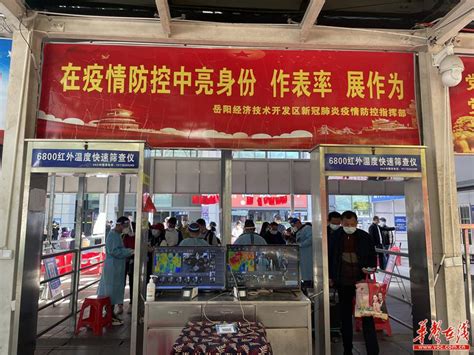 在疫情防控中亮身份 作表率 展作为
岳阳经济技术开发区新冠肺炎疫情防控指挥部
6800红外温度快速筛查仪
6800红外温度快速筛查仪
华声在线
voc.com.cn